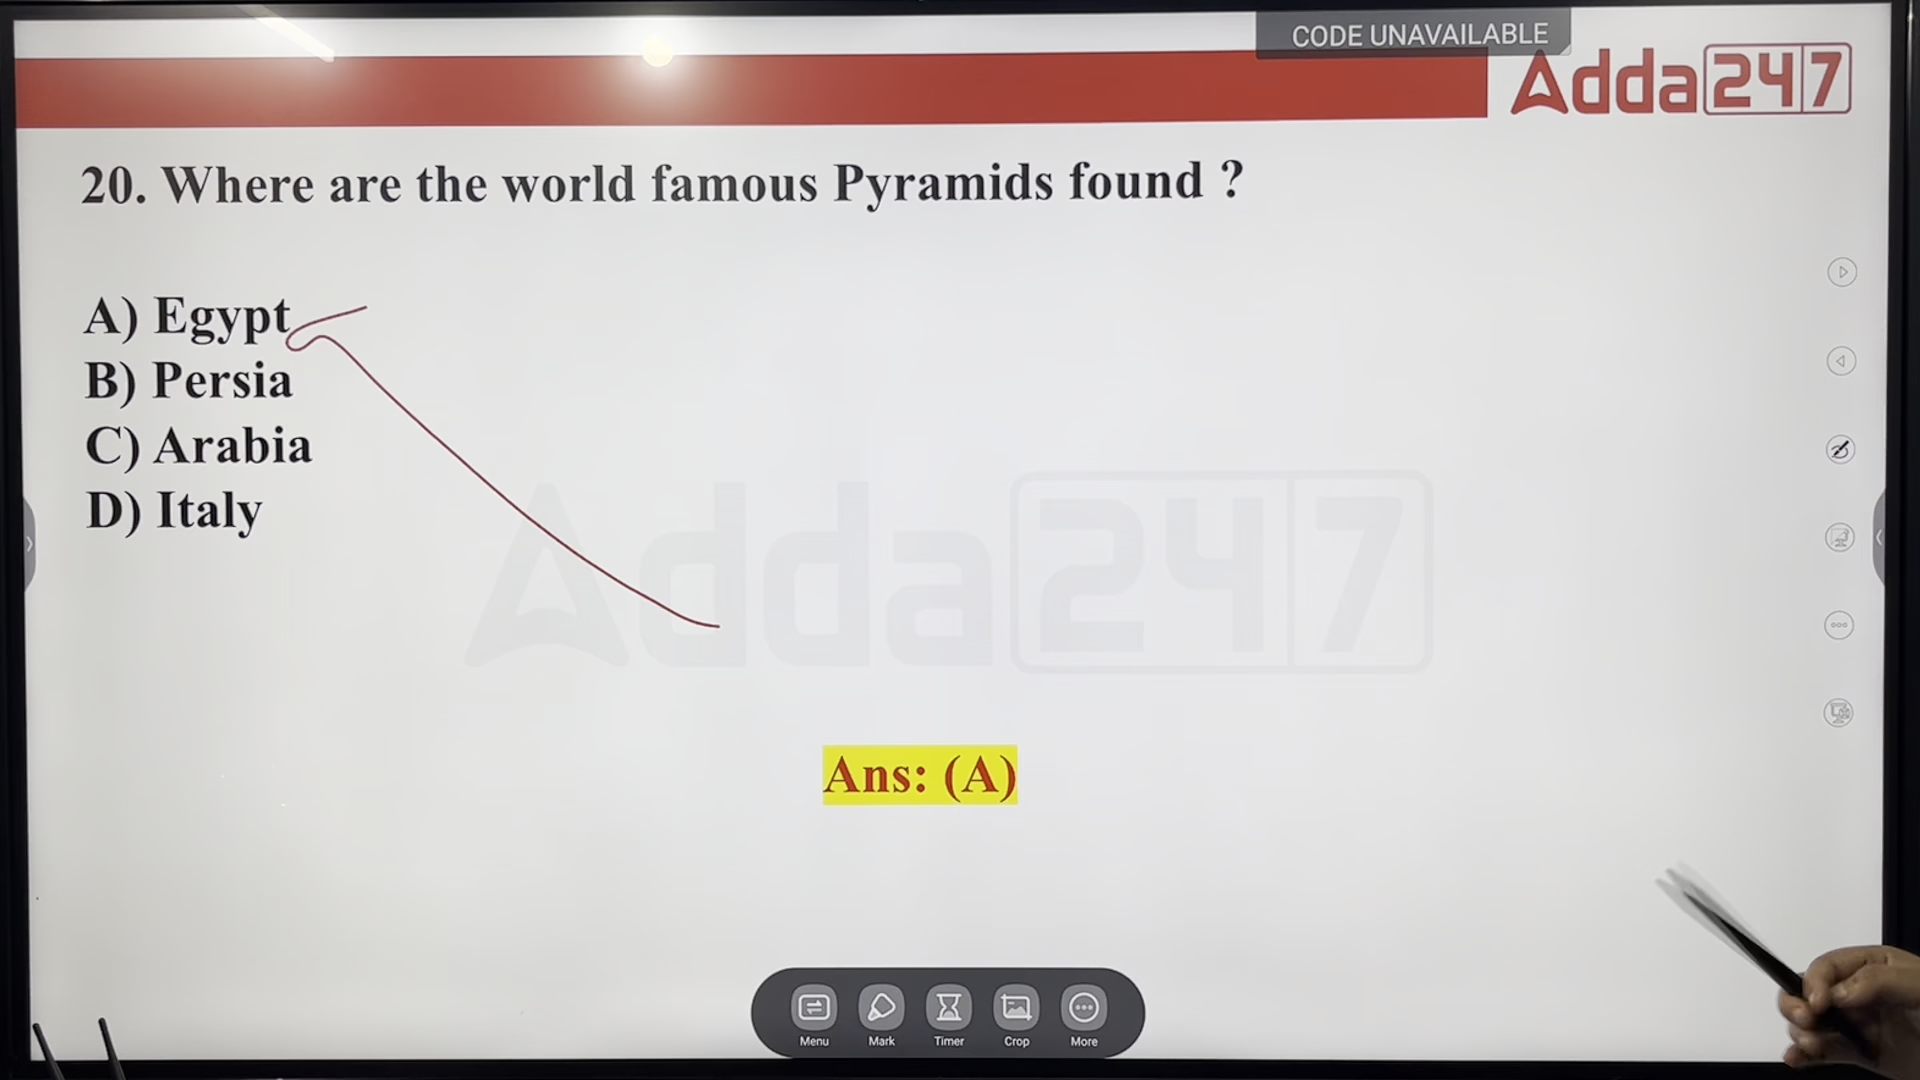 CODE UNAVAILABLE
Adda247
20. Where are the world famous Pyramids found ?
A) Egypt
B) Persia
C) Arabia
D) Italy
Adda247
Ans: (A)
Menu Mark Timer Crop More